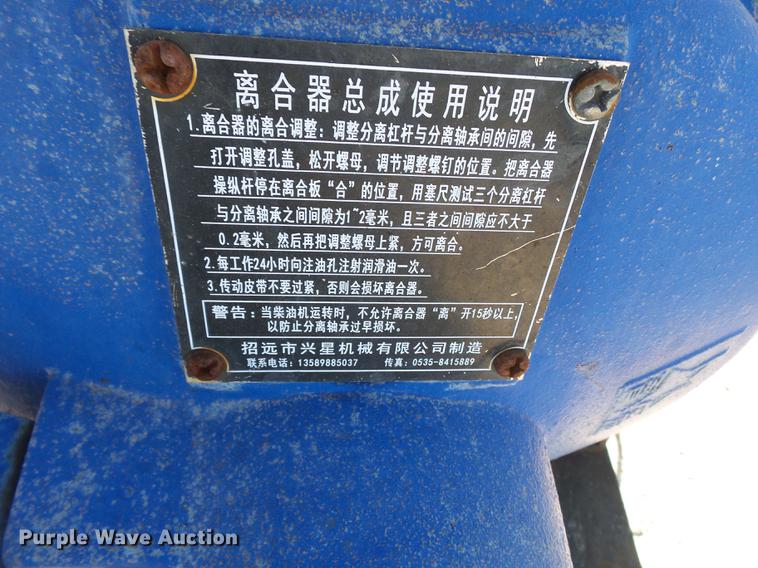 离合器总成使用说明
1.离合器的离合调整：调整分离杠杆与分离轴承间的间隙，先
打开调整孔盖，松开螺母，调节调整螺钉的位置。把离合器
操纵杆停在离合板“合”的位置，用塞尺测试三个分离杠杆
与分离轴承之间间隙为1~2毫米，且三者之间间隙应不大于
0.2毫米，然后再把调整螺母上紧，方可离合。
2.每工作24小时向注油孔注射润滑油一次。
3.传动皮带不要过紧，否则会损坏离合器。
警告：当柴油机运转时，不允许离合器“离”开15秒以上，
以防止分离轴承过早损坏。
招远市兴星机械有限公司制造
联系电话：13589885037 传真：0535-8415889
Purple Wave Auction